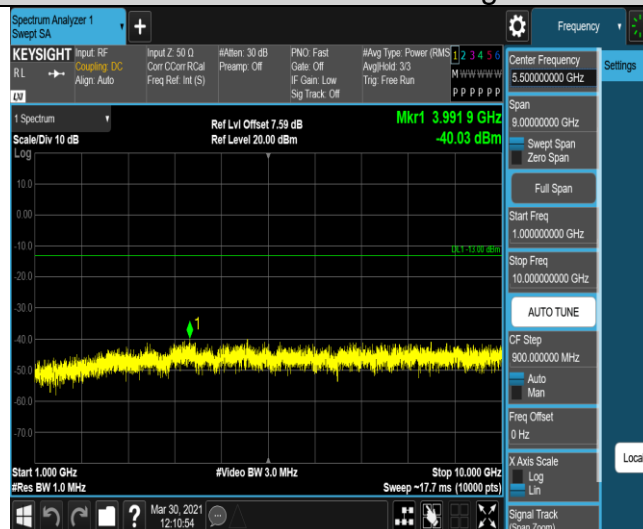 Spectrum Analyzer 1
Swept SA
Frequency
KEYSIGHT
R L
LXI
Input: RF
Coupling: DC
Align: Auto
Input Z: 50 Ω
Corr CCorr RCal
Freq Ref: Int (S)
#Atten: 30 dB
Preamp: Off
PNO: Fast
Gate: Off
IF Gain: Low
Sig Track: Off
#Avg Type: Power (RMS
Avg|Hold: 3/3
Trig: Free Run
1 2 3 4 5 6
M W W W W W
P P P P P P
1 Spectrum
Scale/Div 10 dB
Ref Lvl Offset 7.59 dB
Ref Level 20.00 dBm
Mkr1 3.991 9 GHz
-40.03 dBm
Log
10.0
0.00
-10.0
DL1 -13.00 dBm
-20.0
-30.0
1
-40.0
-50.0
-60.0
-70.0
Start 1.000 GHz
#Res BW 1.0 MHz
#Video BW 3.0 MHz
Stop 10.000 GHz
Sweep ~17.7 ms (10000 pts)
?
Mar 30, 2021
12:10:54
Center Frequency
5.500000000 GHz
Span
9.00000000 GHz
Swept Span
Zero Span
Full Span
Start Freq
1.000000000 GHz
Stop Freq
10.000000000 GHz
AUTO TUNE
CF Step
900.000000 MHz
Auto
Man
Freq Offset
0 Hz
X Axis Scale
Log
Lin
Signal Track
(Span Zoom)
Settings
Local